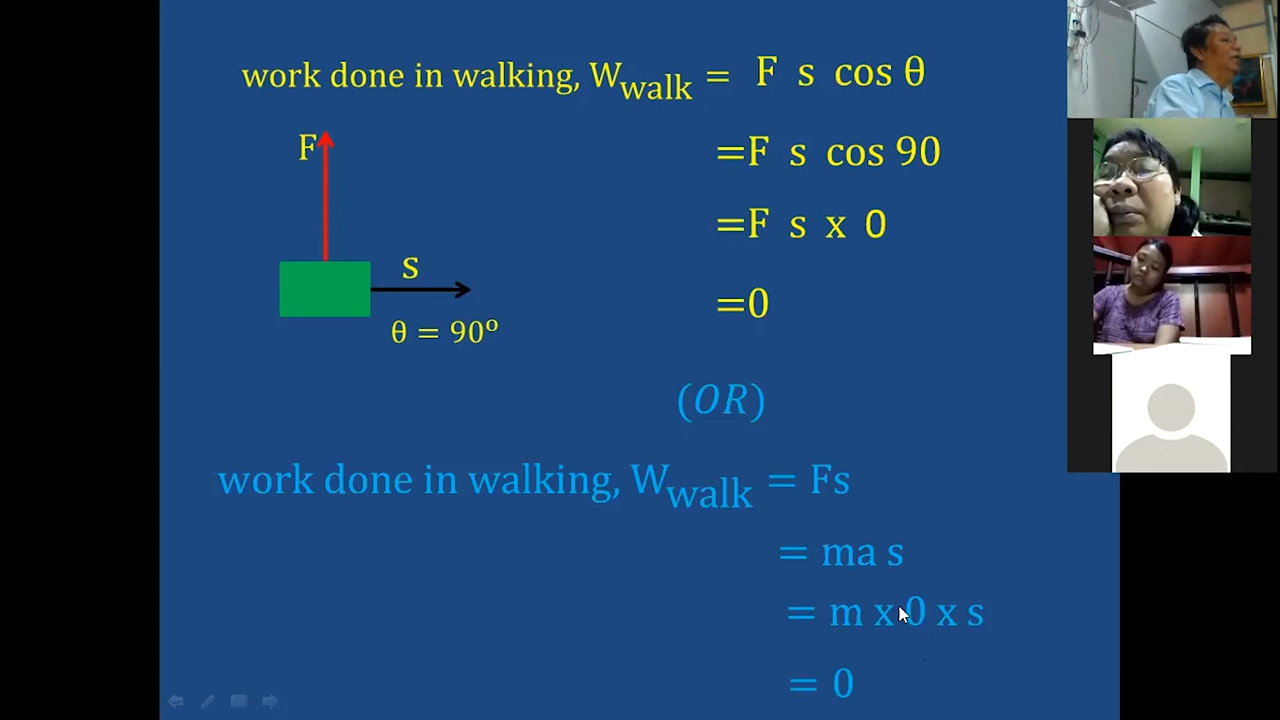 work done in walking, Wwalk = F s cos θ
=F s cos 90
=F s x 0
=0
F
s
θ = 90º
(OR)
work done in walking, Wwalk = Fs
= ma s
= m x 0 x s
= 0